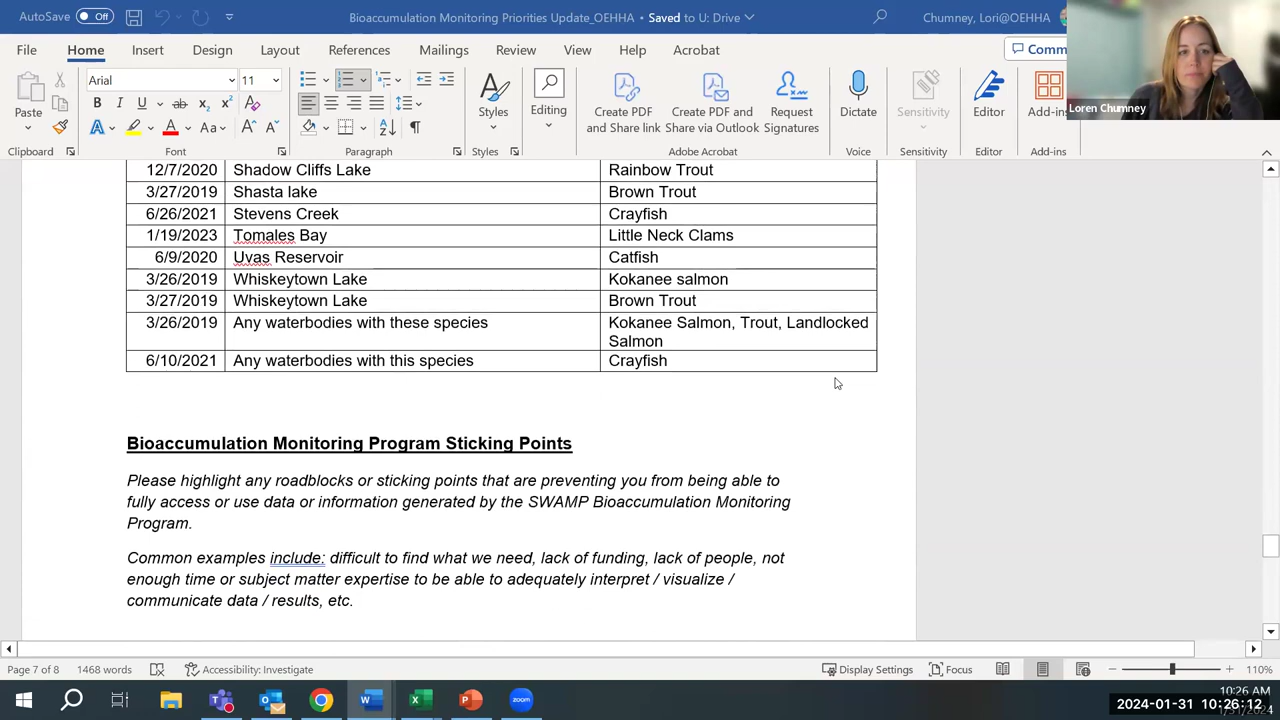 AutoSave Off
Bioaccumulation Monitoring Priorities Update_OEHHA • Saved to U: Drive
Chumney, Lori@OEHHA
File Home Insert Design Layout References Mailings Review View Help Acrobat
Comm
Loren Chumney
Arial 11
Paste
Styles
Editing
Create PDF and Share link
Create PDF and Share via Outlook
Request Signatures
Dictate
Sensitivity
Editor
Add-ins
Clipboard Font Paragraph Styles Adobe Acrobat Voice Sensitivity Editor Add-ins
12/7/2020 Shadow Cliffs Lake Rainbow Trout
3/27/2019 Shasta lake Brown Trout
6/26/2021 Stevens Creek Crayfish
1/19/2023 Tomales Bay Little Neck Clams
6/9/2020 Uvas Reservoir Catfish
3/26/2019 Whiskeytown Lake Kokanee salmon
3/27/2019 Whiskeytown Lake Brown Trout
3/26/2019 Any waterbodies with these species Kokanee Salmon, Trout, Landlocked
Salmon
6/10/2021 Any waterbodies with this species Crayfish
Bioaccumulation Monitoring Program Sticking Points
Please highlight any roadblocks or sticking points that are preventing you from being able to
fully access or use data or information generated by the SWAMP Bioaccumulation Monitoring
Program.
Common examples include: difficult to find what we need, lack of funding, lack of people, not
enough time or subject matter expertise to be able to adequately interpret / visualize /
communicate data / results, etc.
Page 7 of 8 1468 words Accessibility: Investigate Display Settings Focus 110%
zoom
10:26 AM
2024-01-31 10:26:12